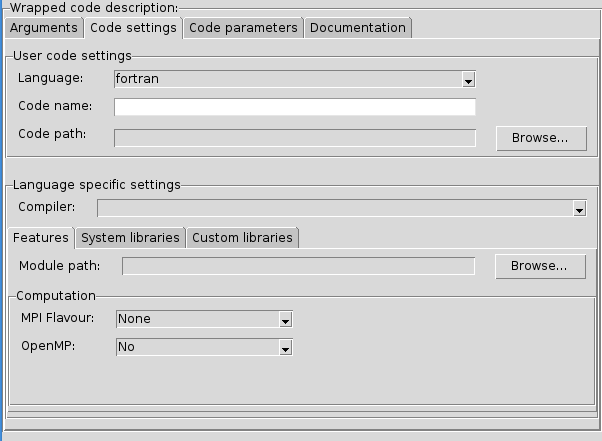 Wrapped code description:
Arguments Code settings Code parameters Documentation
User code settings
Language: fortran
Code name:
Code path: Browse...
Language specific settings
Compiler:
Features System libraries Custom libraries
Module path: Browse...
Computation
MPI Flavour: None
OpenMP: No